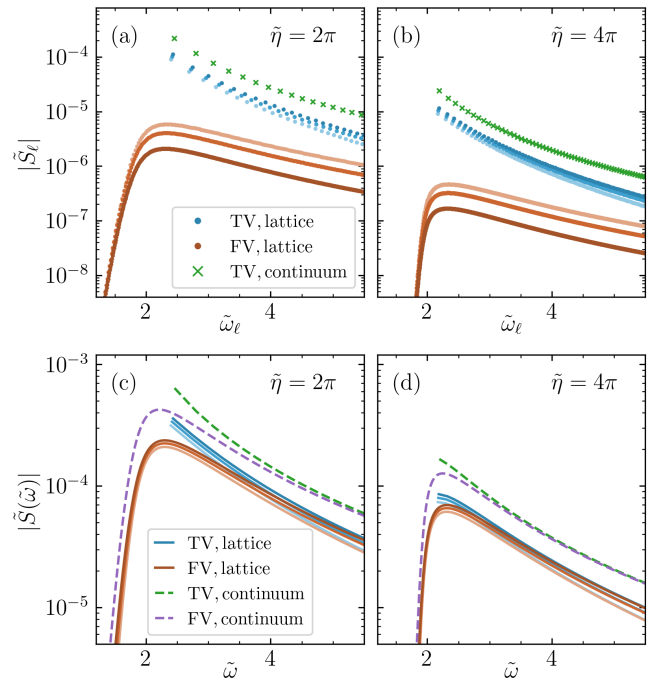 (a) η̃ = 2π
(b) η̃ = 4π
10⁻⁴
10⁻⁵
10⁻⁶
10⁻⁷
10⁻⁸
|S̃ℓ|
TV, lattice
FV, lattice
TV, continuum
2 4
2 4
ω̃ℓ
ω̃ℓ
(c) η̃ = 2π
(d) η̃ = 4π
10⁻³
10⁻⁴
10⁻⁵
|S̃(ω̃)|
TV, lattice
FV, lattice
TV, continuum
FV, continuum
2 4
2 4
ω̃
ω̃